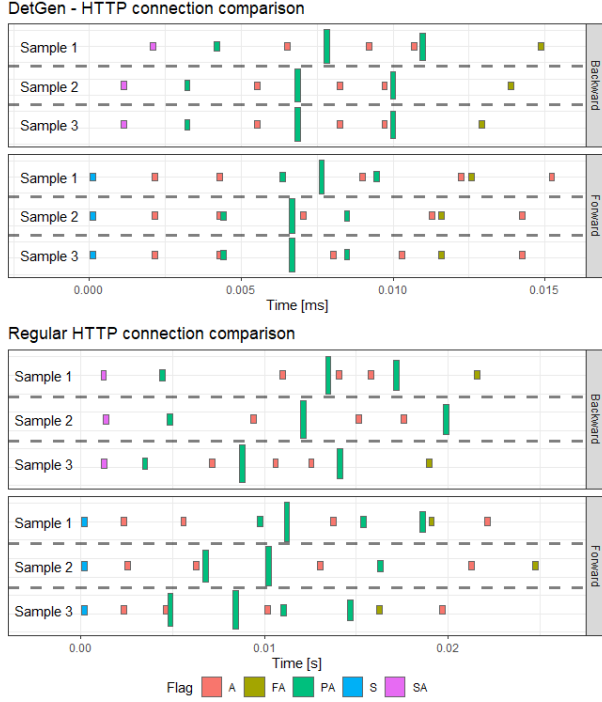 DetGen - HTTP connection comparison
Sample 1
Sample 2
Sample 3
Backward
Sample 1
Sample 2
Sample 3
Forward
0.000 0.005 0.010 0.015
Time [ms]
Regular HTTP connection comparison
Sample 1
Sample 2
Sample 3
Backward
Sample 1
Sample 2
Sample 3
Forward
0.00 0.01 0.02
Time [s]
Flag A FA PA S SA